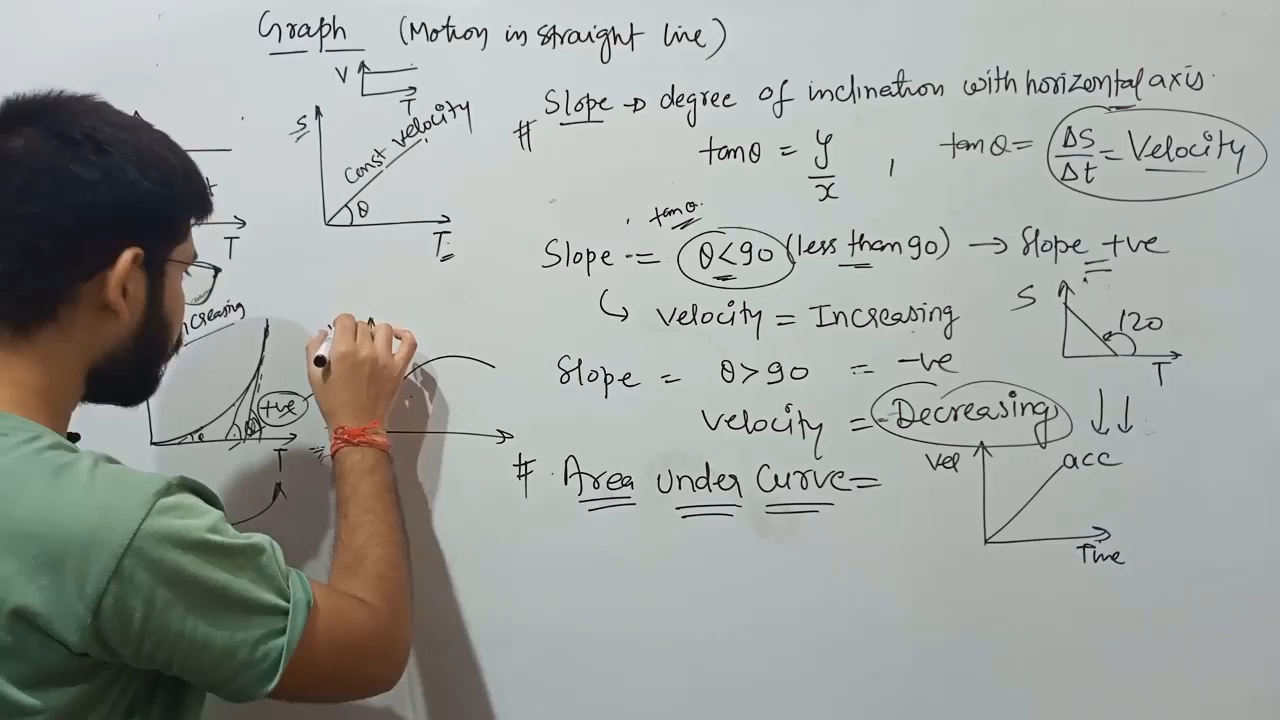 Graph (Motion in straight line)
V
T
S
Const velocity
θ
T
T
# Slope → degree of inclination with horizontal axis.
tanθ = y/x , tanθ = Δs/Δt = Velocity
tanθ
Slope = θ<90 (less than 90) → Slope +ve
↳ velocity = Increasing
Slope = θ>90 = -ve
velocity = Decreasing ↓↓
S
120
T
Increasing
+ve
θ
T
# Area under curve=
Vel
acc
Time